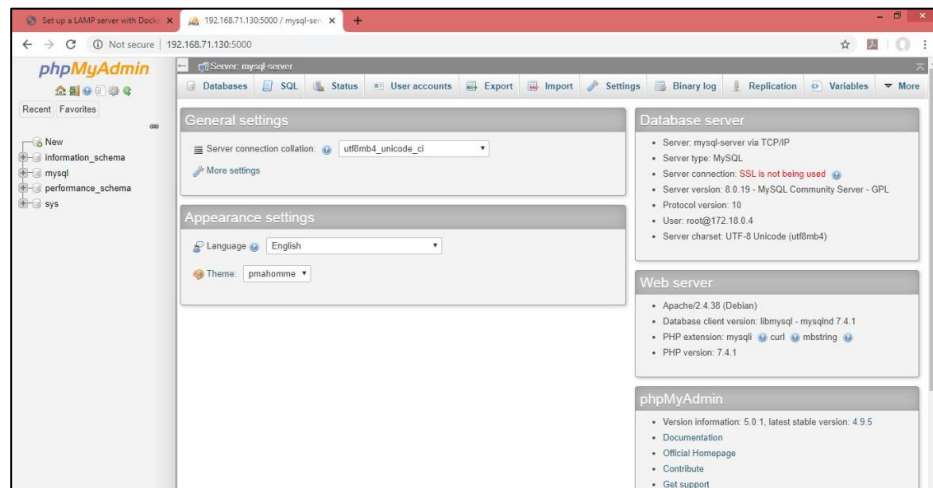 Set up a LAMP server with Docke
192.168.71.130:5000 / mysql-ser
Not secure | 192.168.71.130:5000
phpMyAdmin
Recent Favorites
New
information_schema
mysql
performance_schema
sys
Server: mysql-server
Databases SQL Status User accounts Export Import Settings Binary log Replication Variables More
General settings
Server connection collation: utf8mb4_unicode_ci
More settings
Appearance settings
Language English
Theme: pmahomme
Database server
Server: mysql-server via TCP/IP
Server type: MySQL
Server connection: SSL is not being used
Server version: 8.0.19 - MySQL Community Server - GPL
Protocol version: 10
User: root@172.18.0.4
Server charset: UTF-8 Unicode (utf8mb4)
Web server
Apache/2.4.38 (Debian)
Database client version: libmysql - mysqlnd 7.4.1
PHP extension: mysqli curl mbstring
PHP version: 7.4.1
phpMyAdmin
Version information: 5.0.1, latest stable version: 4.9.5
Documentation
Official Homepage
Contribute
Get support